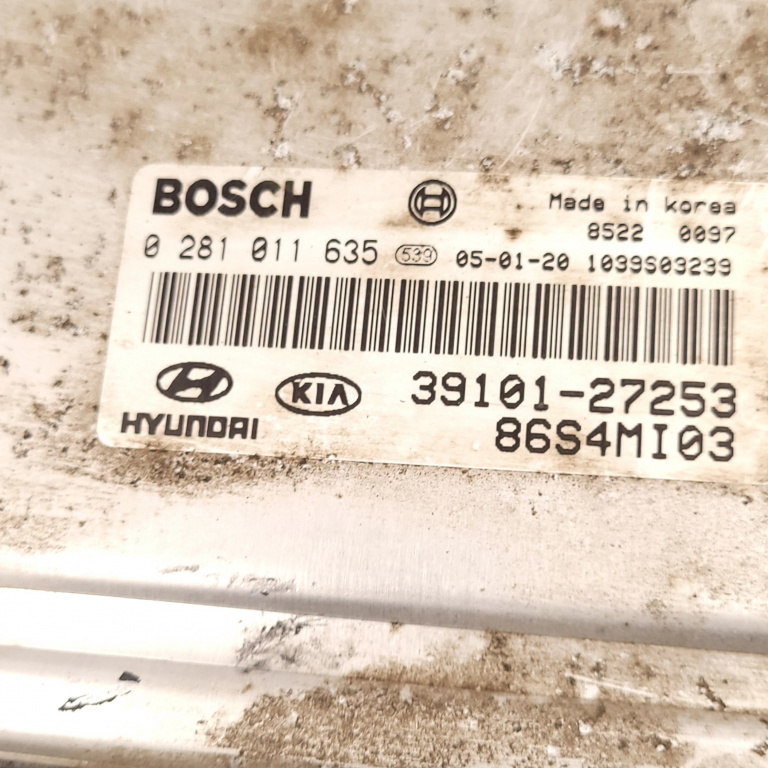 BOSCH
Made in korea
8522 0097
0 281 011 635 539 05-01-20 1039S03239
HYUNDAI
KIA
39101-27253
86S4MI03